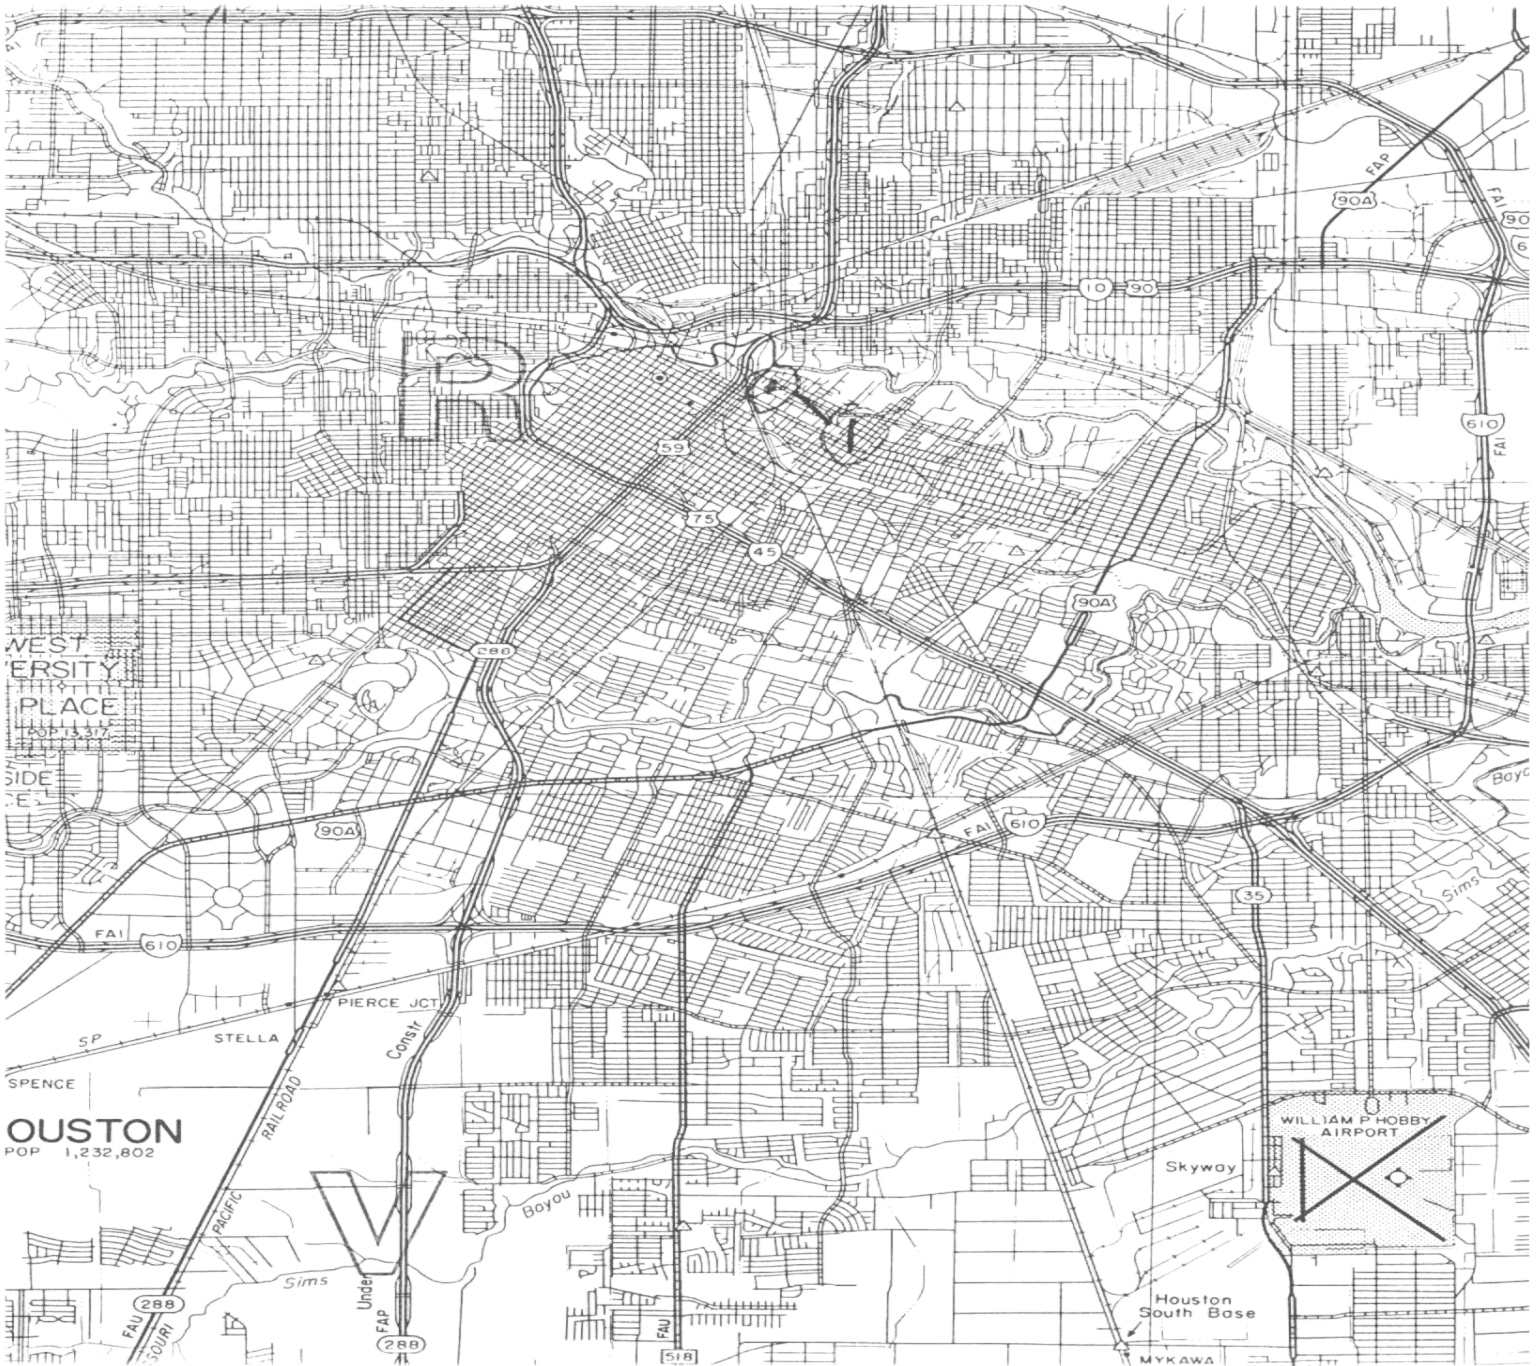 FAP
90A
FAI
90
6
10
90
R
610
FAI
59
75
45
90A
288
WEST
ERSITY
PLACE
POP 13,317
SIDE
CE
Bayo
90A
FAI
610
Sims
35
FAI
610
PIERCE JCT
SP
STELLA
Constr
SPENCE
RAILROAD
OUSTON
POP 1,232,802
WILLIAM P HOBBY
AIRPORT
Skyway
PACIFIC
V
Bayou
Sims
Under
288
FAU
SOURI
FAP
288
FAU
518
Houston
South Base
MYKAWA